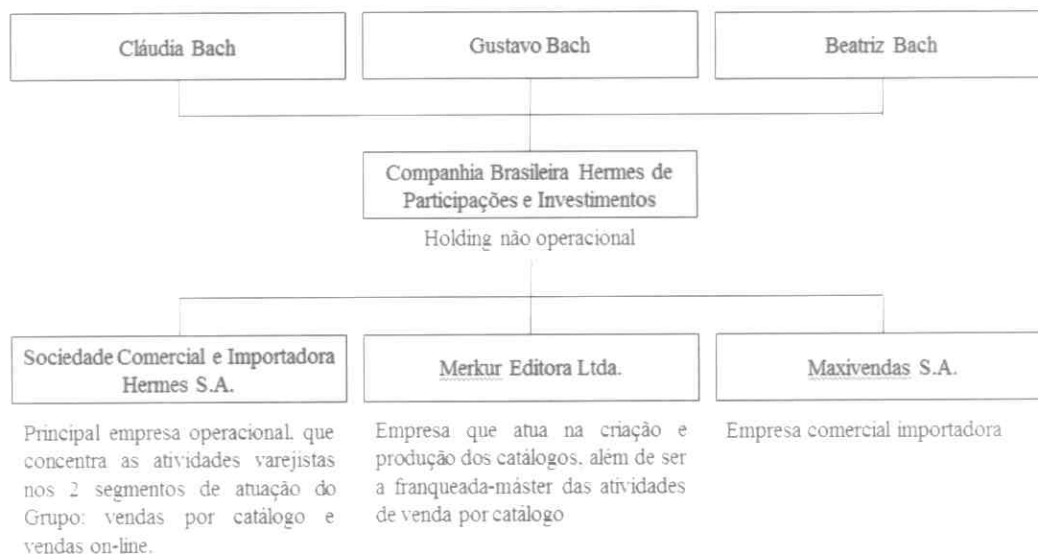 Cláudia Bach
Gustavo Bach
Beatriz Bach
Companhia Brasileira Hermes de
Participações e Investimentos
Holding não operacional
Sociedade Comercial e Importadora
Hermes S.A.
Principal empresa operacional, que
concentra as atividades varejistas
nos 2 segmentos de atuação do
Grupo: vendas por catálogo e
vendas on-line.
Merkur Editora Ltda.
Empresa que atua na criação e
produção dos catálogos, além de ser
a franqueada-máster das atividades
de venda por catálogo
Maxivendas S.A.
Empresa comercial importadora